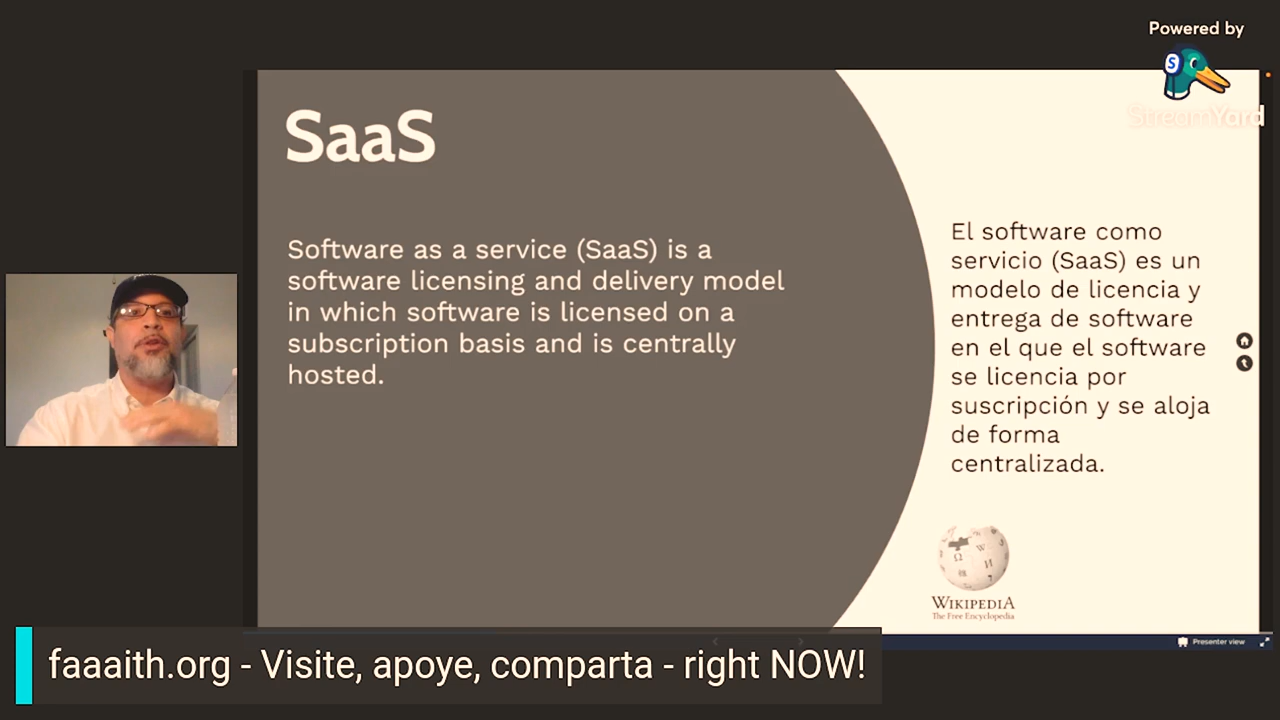 Powered by
StreamYard
SaaS
Software as a service (SaaS) is a
software licensing and delivery model
in which software is licensed on a
subscription basis and is centrally
hosted.
El software como
servicio (SaaS) es un
modelo de licencia y
entrega de software
en el que el software
se licencia por
suscripción y se aloja
de forma
centralizada.
WIKIPEDIA
The Free Encyclopedia
Presenter view
faaaith.org - Visite, apoye, comparta - right NOW!